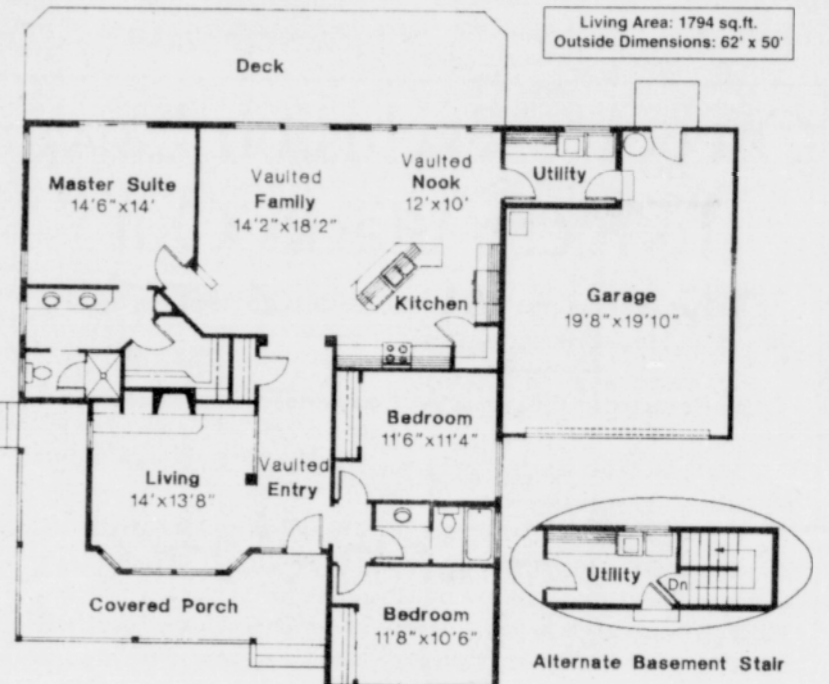 Living Area: 1794 sq.ft.
Outside Dimensions: 62' x 50'
Deck
Master Suite
14'6"x14'
Vaulted
Family
14'2"x18'2"
Vaulted
Nook
12'x10'
Utility
Kitchen
Garage
19'8"x19'10"
Bedroom
11'6"x11'4"
Living
14'x13'8"
Vaulted
Entry
Covered Porch
Bedroom
11'8"x10'6"
Utility
Dn
Alternate Basement Stair